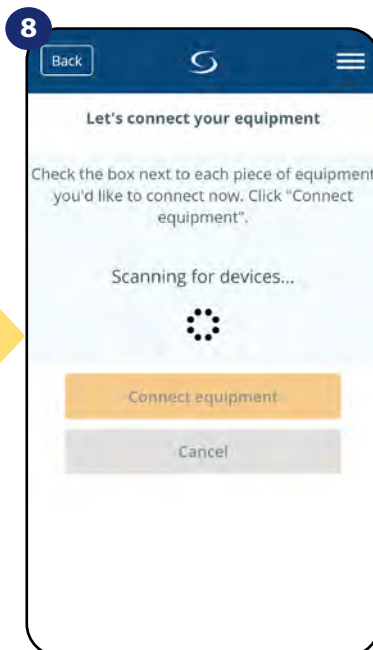 8
Back
Let's connect your equipment
Check the box next to each piece of equipment
you'd like to connect now. Click "Connect
equipment".
Scanning for devices...
Connect equipment
Cancel